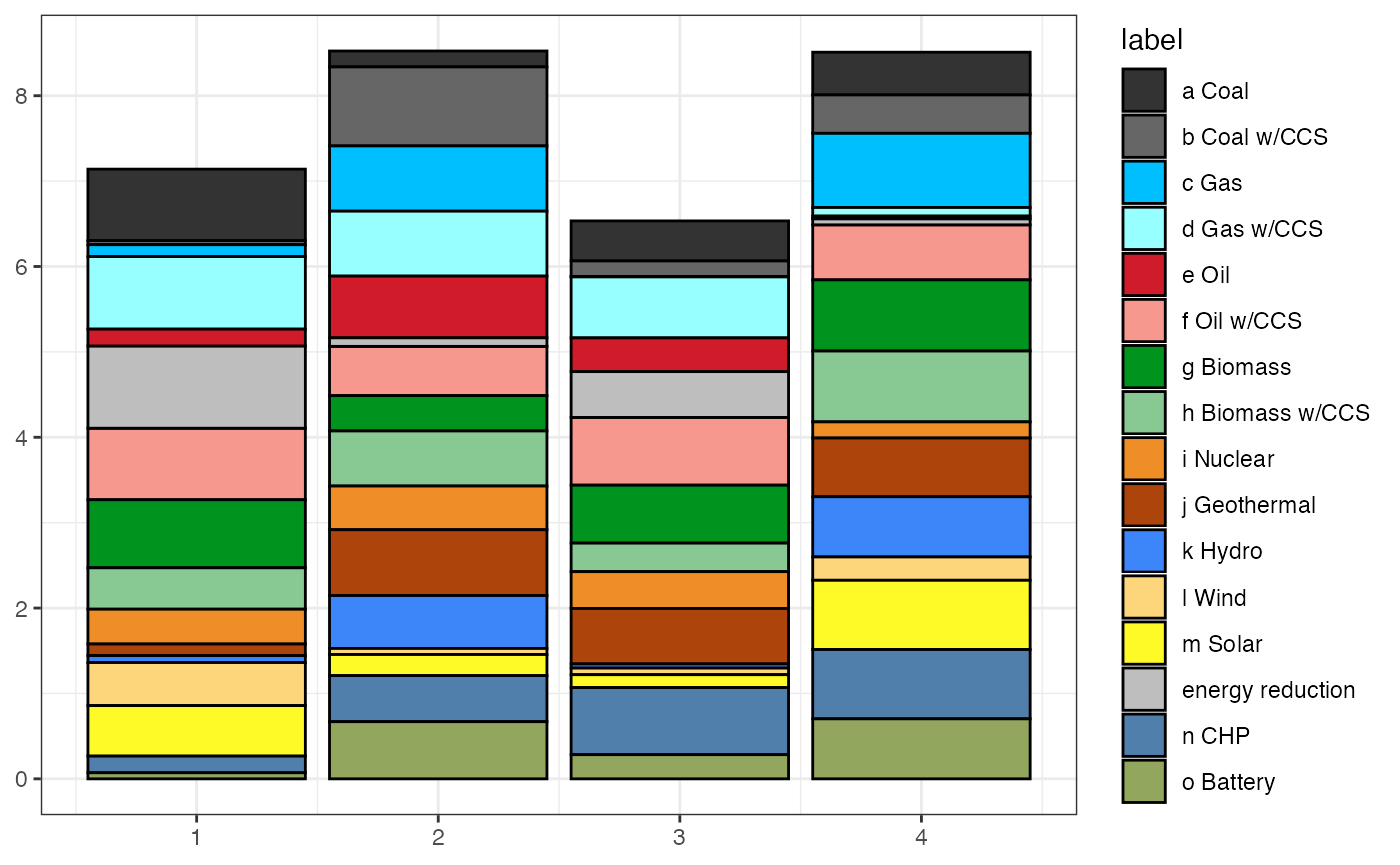 label
8
6
4
2
0
1
2
3
4
a Coal
b Coal w/CCS
c Gas
d Gas w/CCS
e Oil
f Oil w/CCS
g Biomass
h Biomass w/CCS
i Nuclear
j Geothermal
k Hydro
l Wind
m Solar
energy reduction
n CHP
o Battery